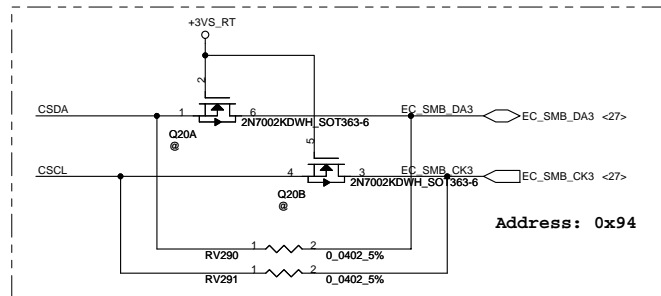 +3VS_RT
2
CSDA
1
6
EC_SMB_DA3
EC_SMB_DA3 <27>
Q20A
2N7002KDWH_SOT363-6
@
5
CSCL
4
3
EC_SMB_CK3
EC_SMB_CK3 <27>
Q20B
2N7002KDWH_SOT363-6
@
Address: 0x94
RV290
1
2
0_0402_5%
RV291
1
2
0_0402_5%